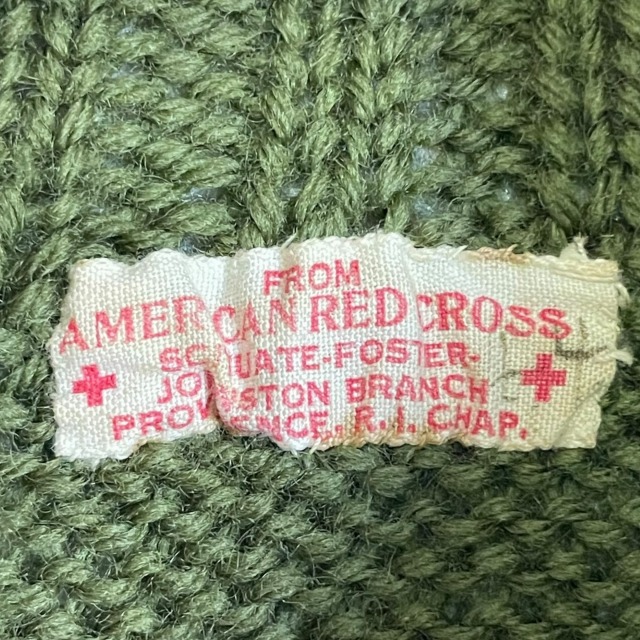 FROM
AMERICAN RED CROSS
SCITUATE-FOSTER-
JOHNSTON BRANCH
PROVIDENCE, R.I. CHAP.